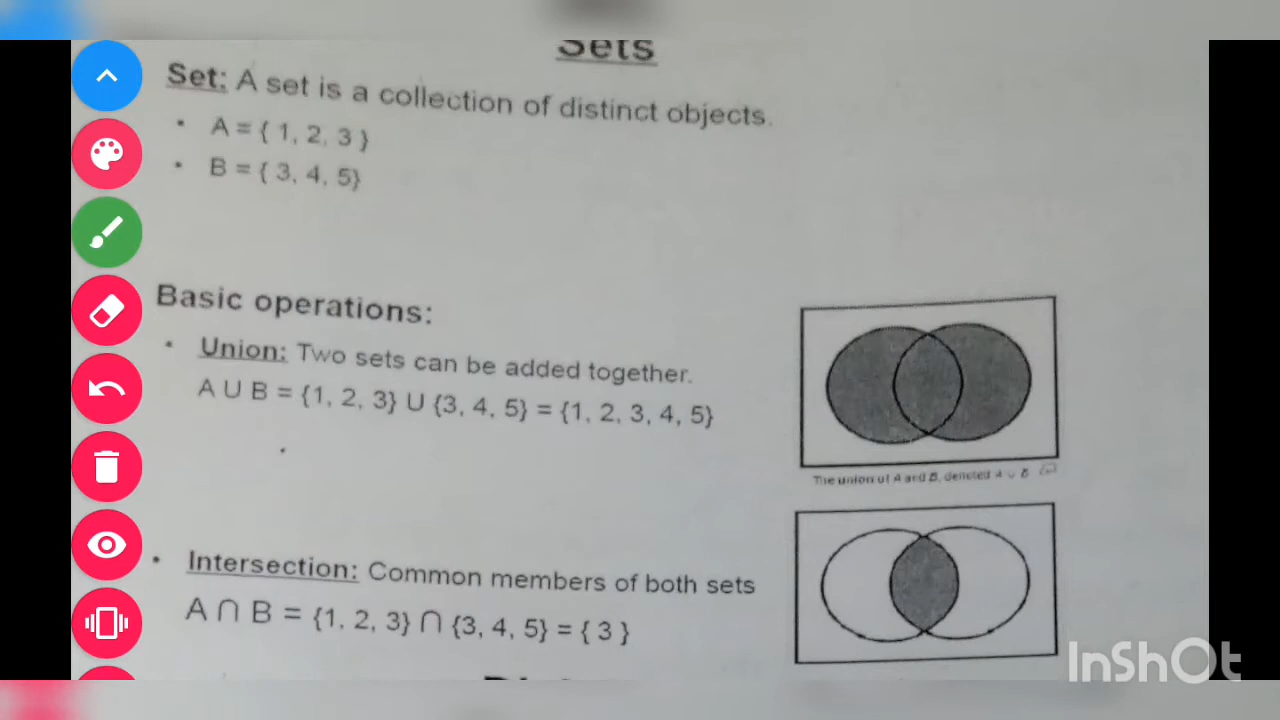 Sets
Set: A set is a collection of distinct objects.
• A = { 1, 2, 3 }
• B = { 3, 4, 5}
Basic operations:
• Union: Two sets can be added together.
A U B = {1, 2, 3} U {3, 4, 5} = {1, 2, 3, 4, 5}
The union of A and B, denoted A ∪ B
• Intersection: Common members of both sets
A ∩ B = {1, 2, 3} ∩ {3, 4, 5} = { 3 }
InShOt